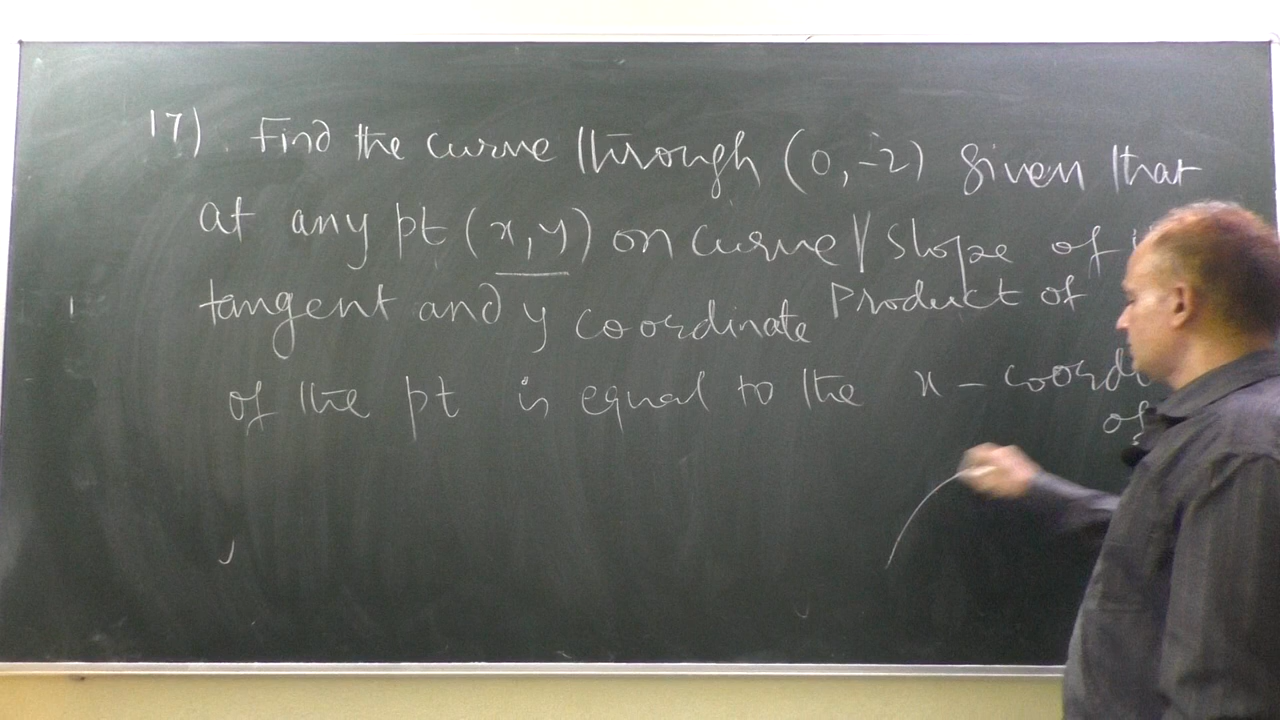 17). Find the curve through (0,-2) given that
at any pt (x,y) on curve / slope of
Product of
tangent and y coordinate
of the pt is equal to the x-coord
of